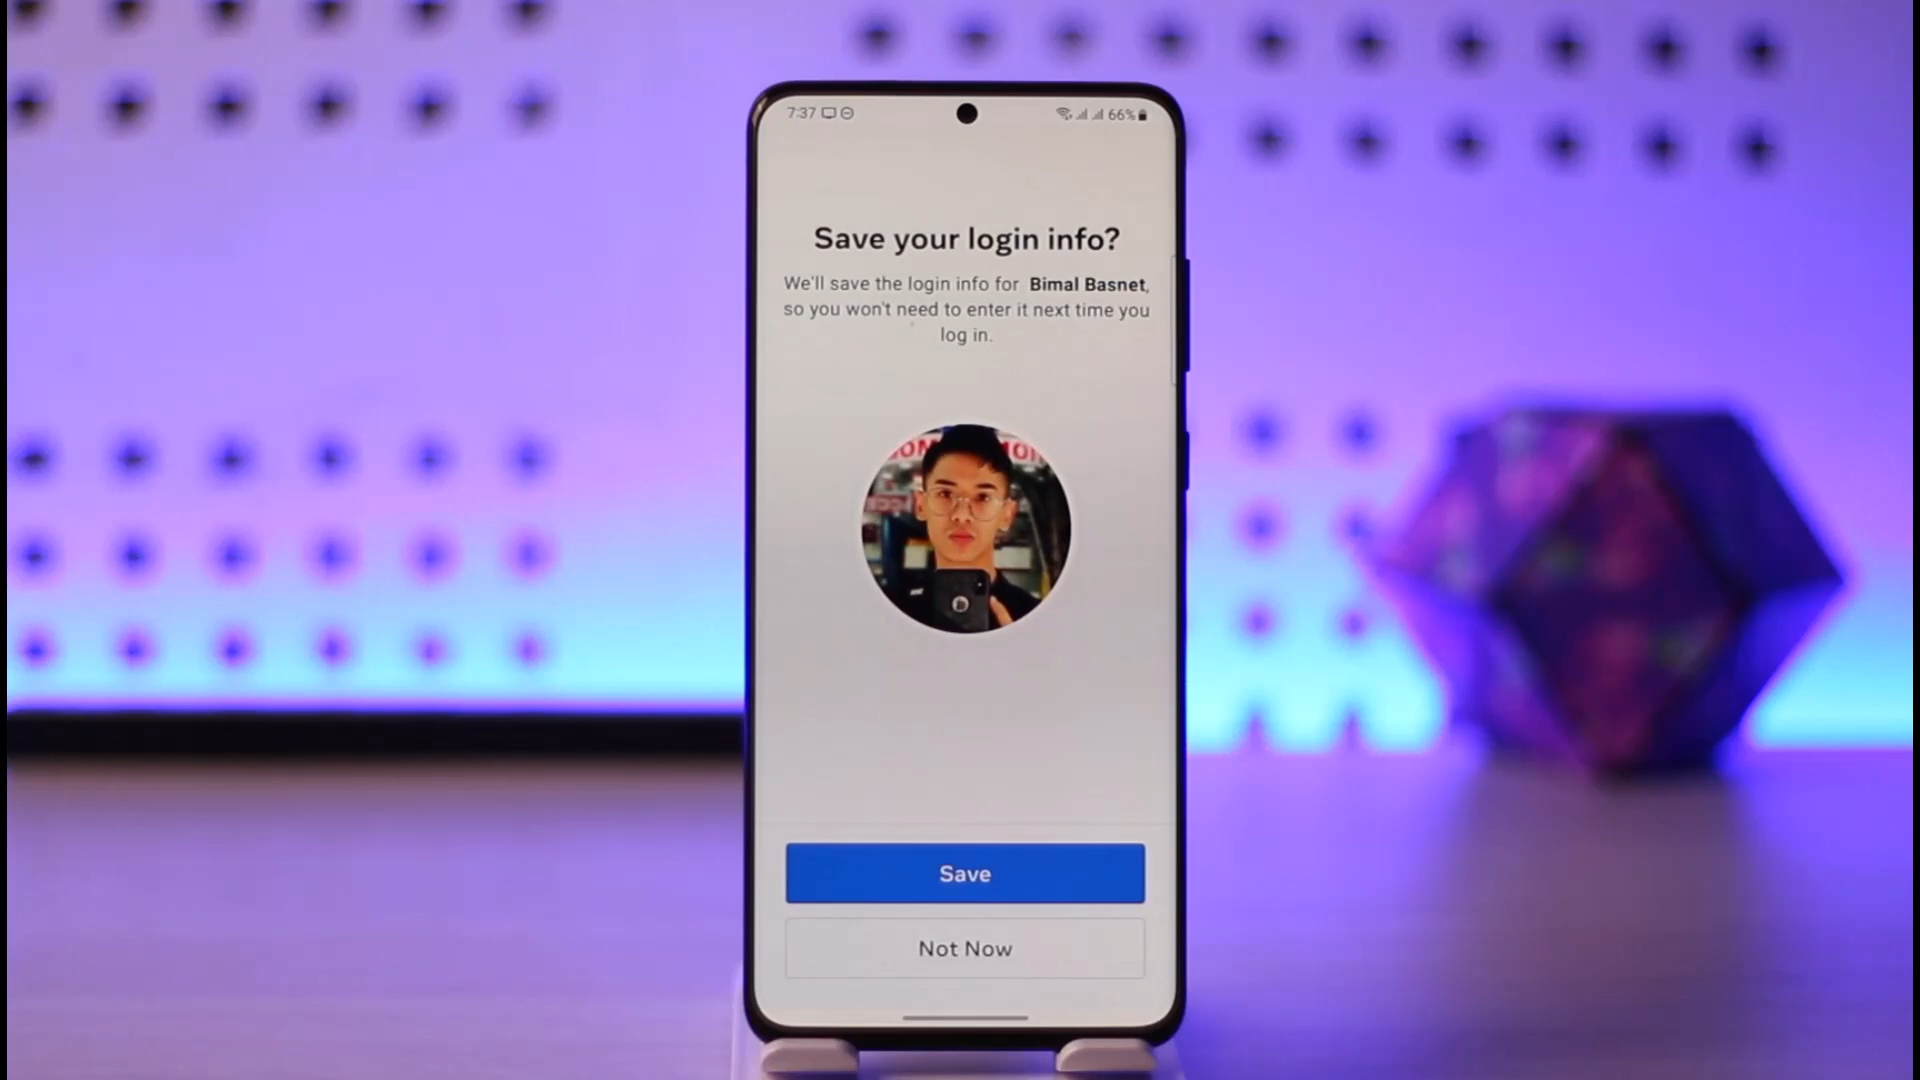 7:37 66%
Save your login info?
We'll save the login info for Bimal Basnet,
so you won't need to enter it next time you
log in.
Save
Not Now